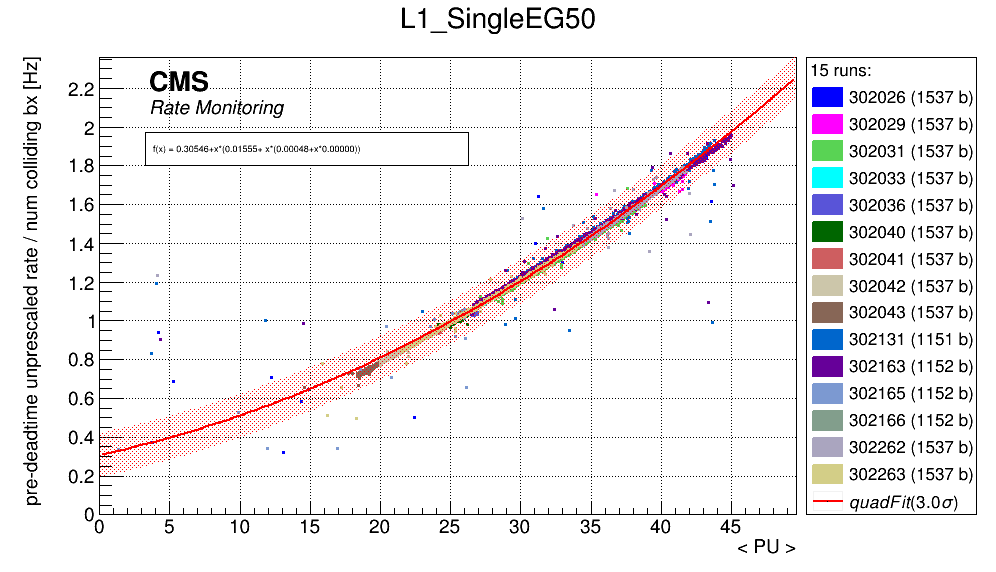 L1_SingleEG50
pre-deadtime unprescaled rate / num colliding bx [Hz]
CMS
Rate Monitoring
f(x) = 0.30546+x*(0.01555+ x*(0.00048+x*0.00000))
2.2
2
1.8
1.6
1.4
1.2
1
0.8
0.6
0.4
0.2
0
0 5 10 15 20 25 30 35 40 45
< PU >
15 runs:
302026 (1537 b)
302029 (1537 b)
302031 (1537 b)
302033 (1537 b)
302036 (1537 b)
302040 (1537 b)
302041 (1537 b)
302042 (1537 b)
302043 (1537 b)
302131 (1151 b)
302163 (1152 b)
302165 (1152 b)
302166 (1152 b)
302262 (1537 b)
302263 (1537 b)
quadFit(3.0σ)